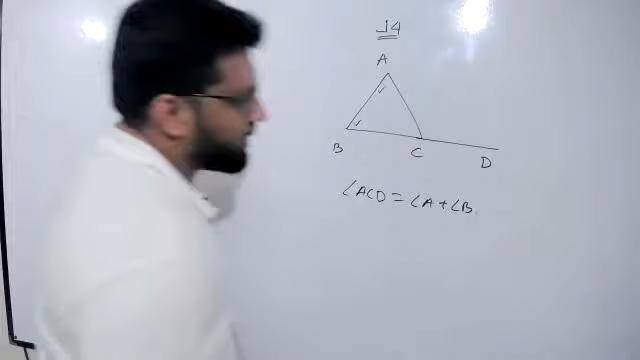 14
A
B
C
D
∠ACD = ∠A + ∠B.